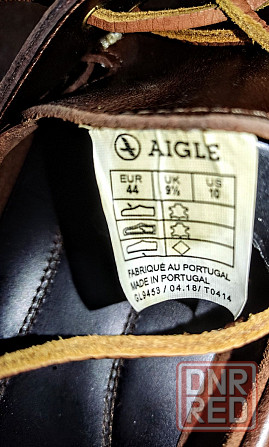 AIGLE
EUR UK US
44 9½ 10
FABRIQUÉ AU PORTUGAL
MADE IN PORTUGAL
GL9453 / 04.18/ T0414
DNR
RED